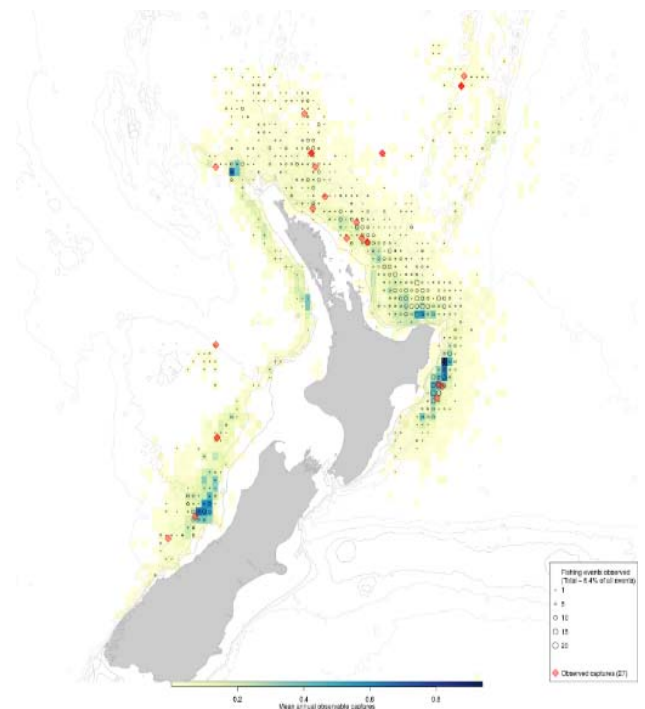 Fishing events observed
(Total – 6.4% of all events)
1
5
10
15
20
Observed captures (27)
0.2
0.4
0.6
0.8
Mean annual observable captures